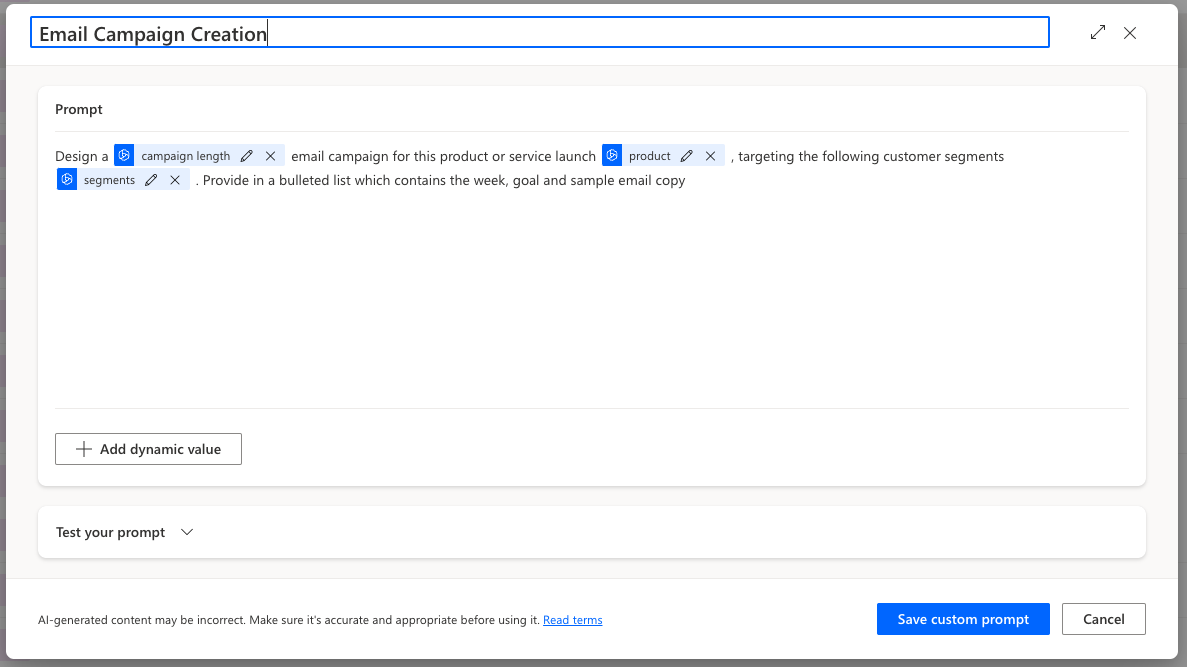 Email Campaign Creation
Prompt
Design a campaign length email campaign for this product or service launch product , targeting the following customer segments
segments . Provide in a bulleted list which contains the week, goal and sample email copy
Add dynamic value
Test your prompt
AI-generated content may be incorrect. Make sure it's accurate and appropriate before using it. Read terms
Save custom prompt
Cancel